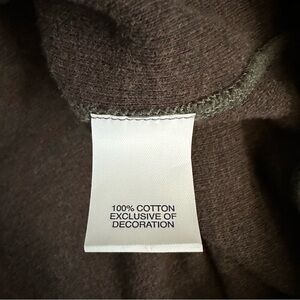 100% COTTON
EXCLUSIVE OF
DECORATION